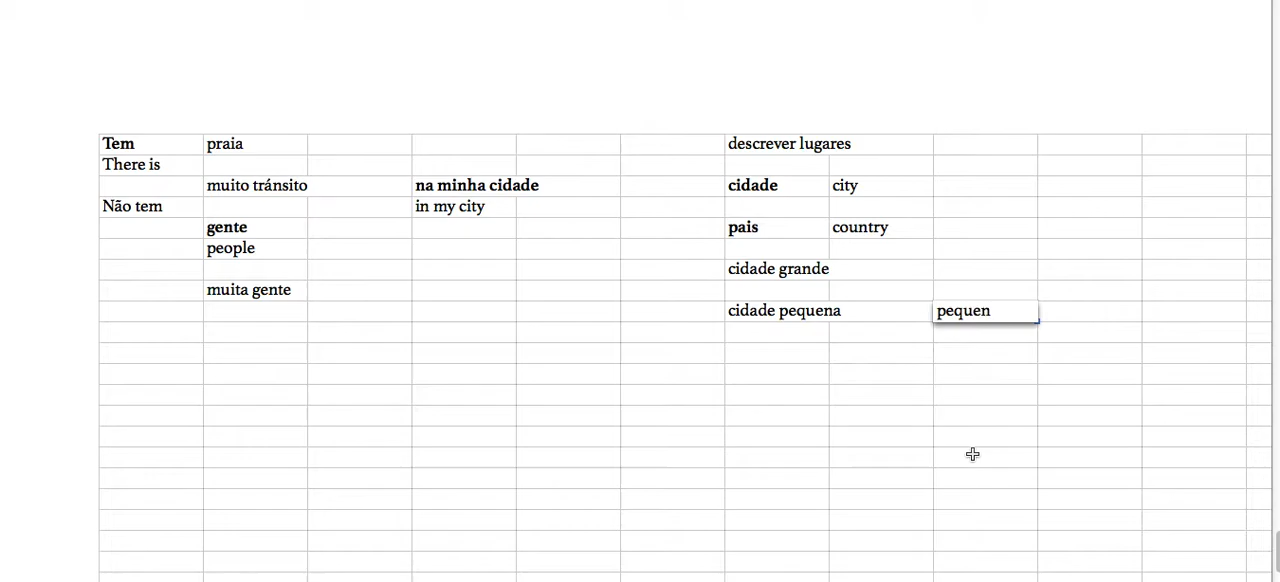 Tem praia descrever lugares
There is
muito tránsito na minha cidade cidade city
Não tem in my city
gente pais country
people
cidade grande
muita gente
cidade pequena pequen